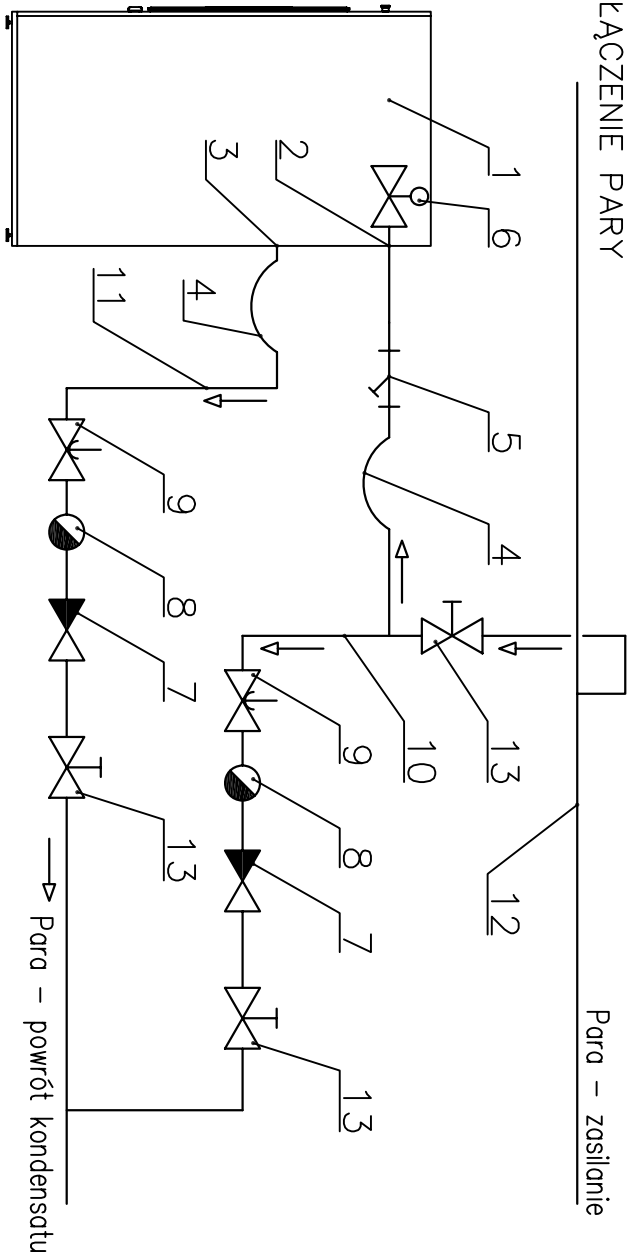 ŁĄCZENIE PARY
Para – zasilanie
1 6 5 4 13 12
10
9 8 7 13
2
3
4 9 8 7 13
11
Para – powrót kondensatu